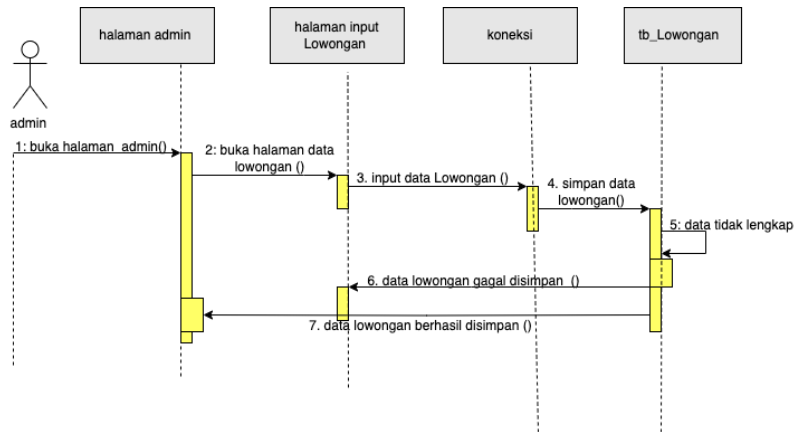 halaman admin
halaman input
Lowongan
koneksi
tb_Lowongan
admin
1: buka halaman admin()
2: buka halaman data
lowongan ()
3. input data Lowongan ()
4. simpan data
lowongan()
5: data tidak lengkap
6. data lowongan gagal disimpan ()
7. data lowongan berhasil disimpan ()